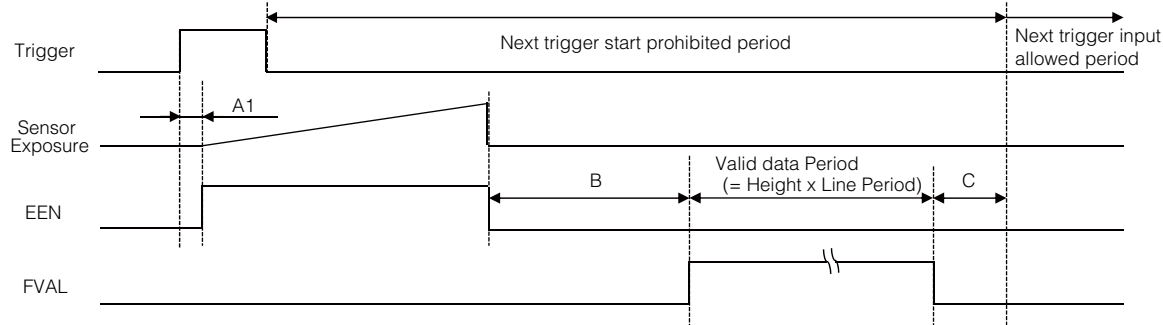 Trigger
Next trigger start prohibited period
Next trigger input
allowed period
A1
Sensor
Exposure
B
Valid data Period
(= Height x Line Period)
C
EEN
FVAL